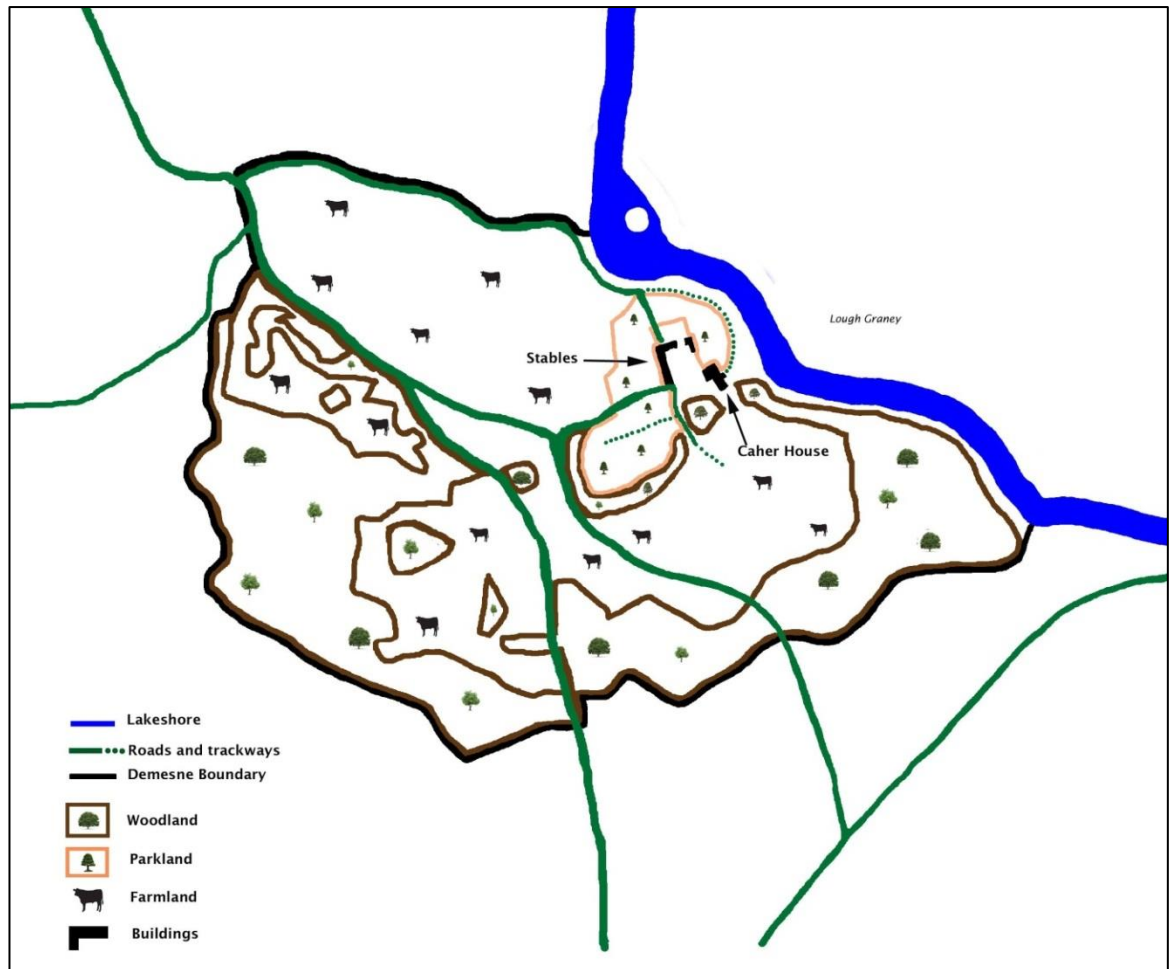 Lough Graney
Stables
Caher House
Lakeshore
Roads and trackways
Demesne Boundary
Woodland
Parkland
Farmland
Buildings